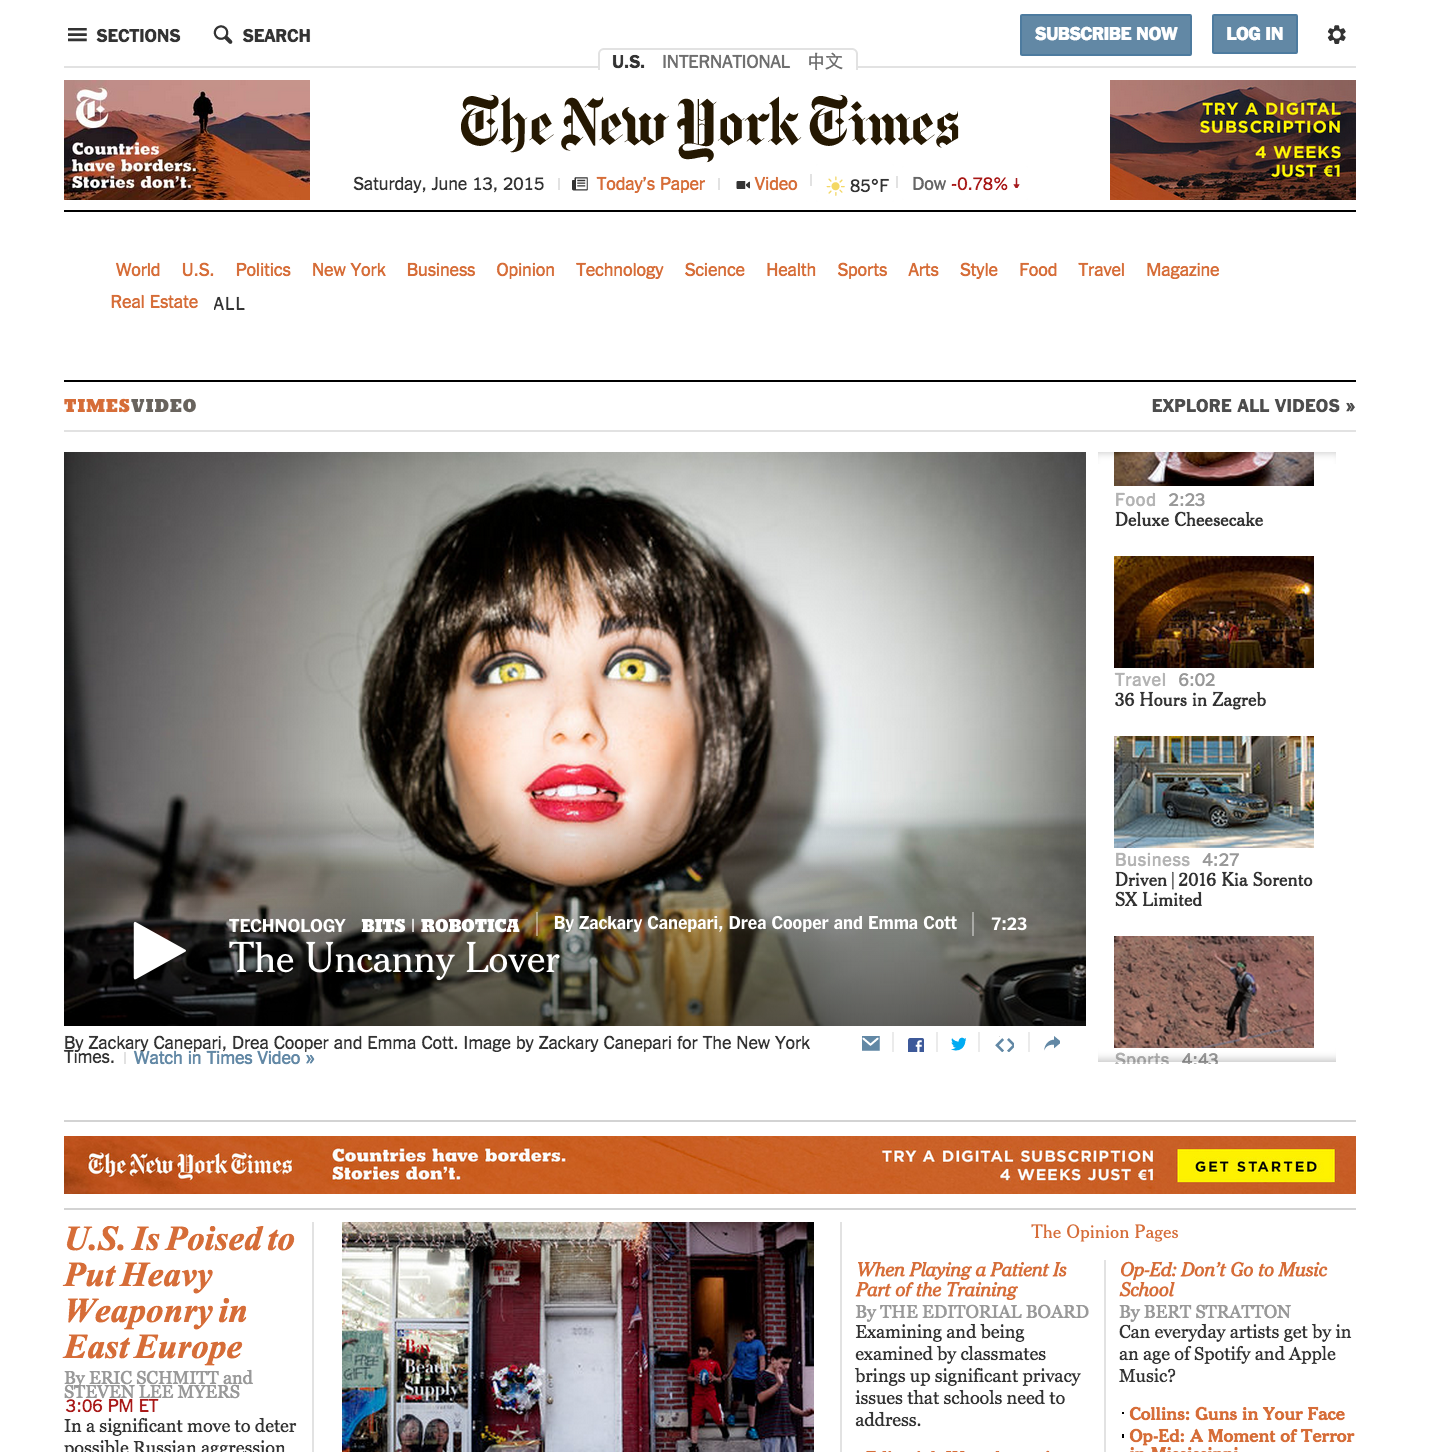 SECTIONS
SEARCH
SUBSCRIBE NOW
LOG IN
U.S.
INTERNATIONAL
中文
T
Countries
have borders.
Stories don't.
The New York Times
TRY A DIGITAL
SUBSCRIPTION
4 WEEKS
JUST €1
Saturday, June 13, 2015
Today's Paper
Video
85°F
Dow -0.78%
World U.S. Politics New York Business Opinion Technology Science Health Sports Arts Style Food Travel Magazine
Real Estate ALL
TIMESVIDEO
EXPLORE ALL VIDEOS »
TECHNOLOGY BITS | ROBOTICA By Zackary Canepari, Drea Cooper and Emma Cott 7:23
The Uncanny Lover
By Zackary Canepari, Drea Cooper and Emma Cott. Image by Zackary Canepari for The New York
Times. Watch in Times Video »
Food 2:23
Deluxe Cheesecake
Travel 6:02
36 Hours in Zagreb
Business 4:27
Driven | 2016 Kia Sorento
SX Limited
Sports 4:43
The New York Times
Countries have borders.
Stories don't.
TRY A DIGITAL SUBSCRIPTION
4 WEEKS JUST €1
GET STARTED
U.S. Is Poised to
Put Heavy
Weaponry in
East Europe
By ERIC SCHMITT and
STEVEN LEE MYERS
3:06 PM ET
In a significant move to deter
possible Russian aggression
FREE
GIFT
Bay
Beauty
Supply
The Opinion Pages
When Playing a Patient Is
Part of the Training
By THE EDITORIAL BOARD
Examining and being
examined by classmates
brings up significant privacy
issues that schools need to
address.
Op-Ed: Don't Go to Music
School
By BERT STRATTON
Can everyday artists get by in
an age of Spotify and Apple
Music?
· Collins: Guns in Your Face
· Op-Ed: A Moment of Terror
in Mississippi